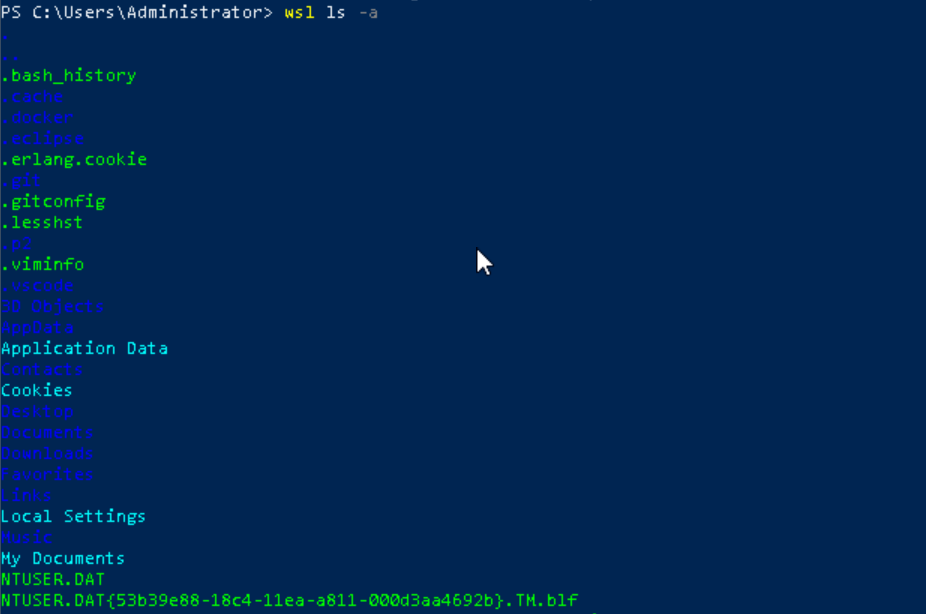 PS C:\Users\Administrator> wsl ls -a
.
..
.bash_history
.cache
.docker
.eclipse
.erlang.cookie
.git
.gitconfig
.lesshst
.p2
.viminfo
.vscode
3D Objects
AppData
Application Data
Contacts
Cookies
Desktop
Documents
Downloads
Favorites
Links
Local Settings
Music
My Documents
NTUSER.DAT
NTUSER.DAT{53b39e88-18c4-11ea-a811-000d3aa4692b}.TM.blf